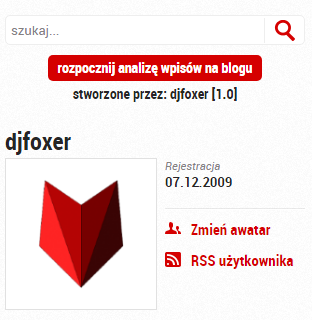 szukaj...
rozpocznij analizę wpisów na blogu
stworzone przez: djfoxer [1.0]
djfoxer
Rejestracja
07.12.2009
Zmień awatar
RSS użytkownika